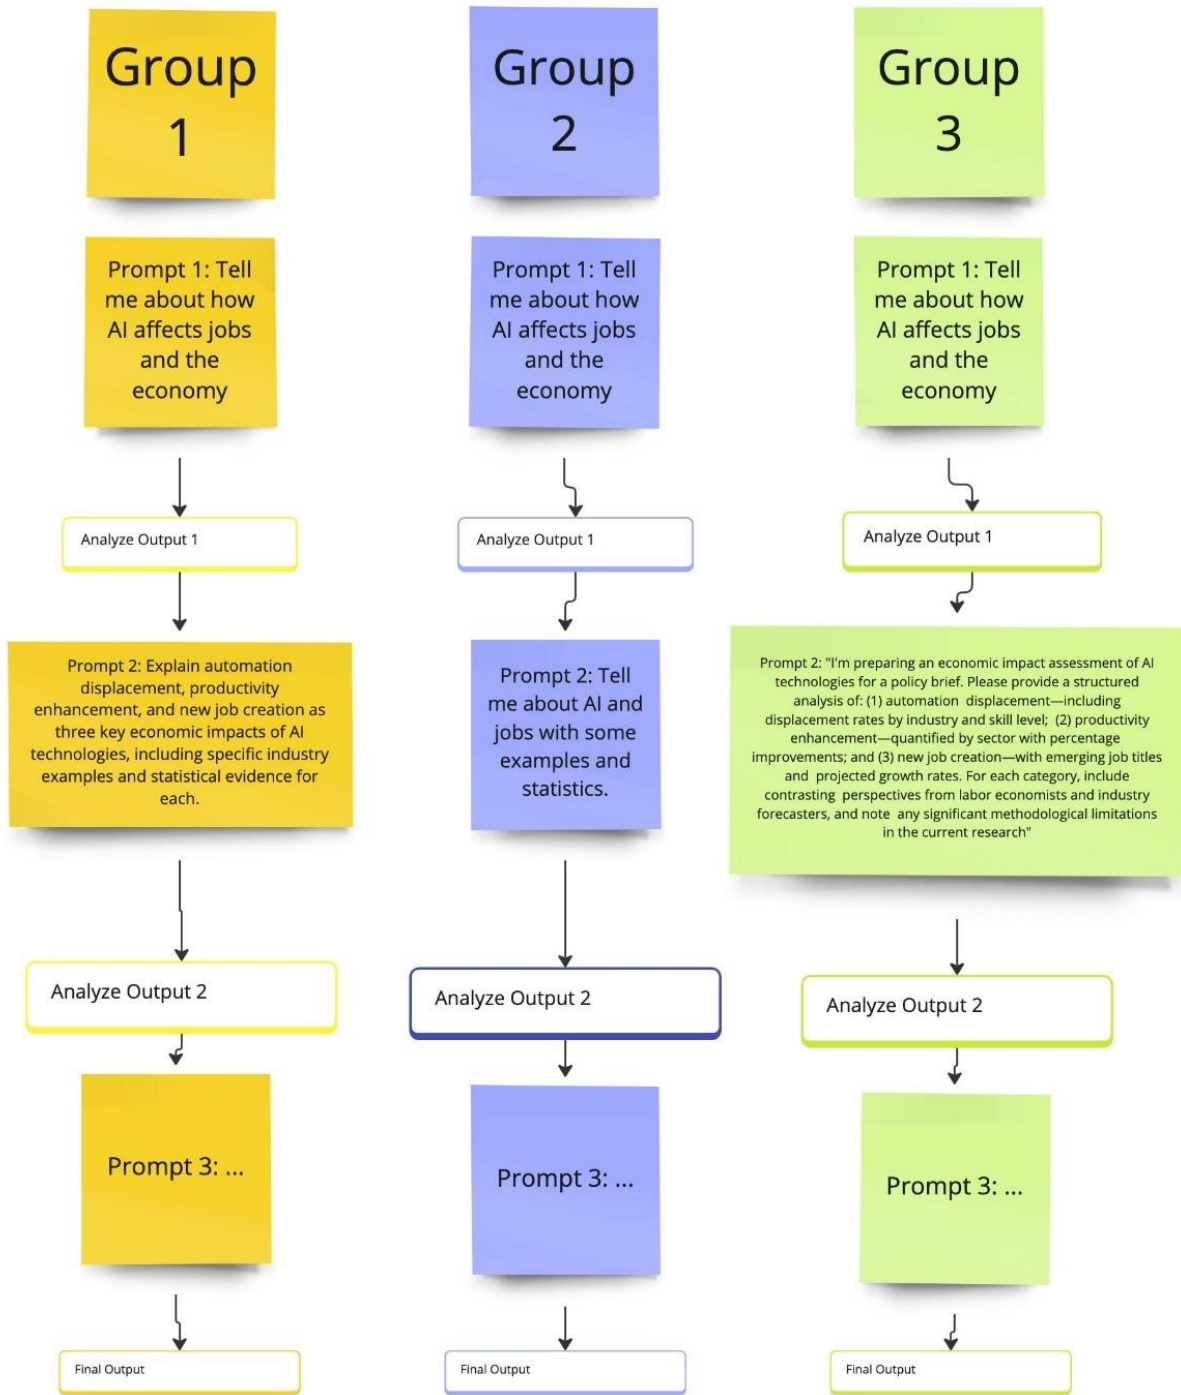 Group
1
Prompt 1: Tell
me about how
AI affects jobs
and the
economy
Analyze Output 1
Prompt 2: Explain automation
displacement, productivity
enhancement, and new job creation as
three key economic impacts of AI
technologies, including specific industry
examples and statistical evidence for
each.
Analyze Output 2
Prompt 3: ...
Final Output
Group
2
Prompt 1: Tell
me about how
AI affects jobs
and the
economy
Analyze Output 1
Prompt 2: Tell
me about AI and
jobs with some
examples and
statistics.
Analyze Output 2
Prompt 3: ...
Final Output
Group
3
Prompt 1: Tell
me about how
AI affects jobs
and the
economy
Analyze Output 1
Prompt 2: "I'm preparing an economic impact assessment of AI
technologies for a policy brief. Please provide a structured
analysis of: (1) automation displacement—including
displacement rates by industry and skill level; (2) productivity
enhancement—quantified by sector with percentage
improvements; and (3) new job creation—with emerging job titles
and projected growth rates. For each category, include
contrasting perspectives from labor economists and industry
forecasters, and note any significant methodological limitations
in the current research"
Analyze Output 2
Prompt 3: ...
Final Output